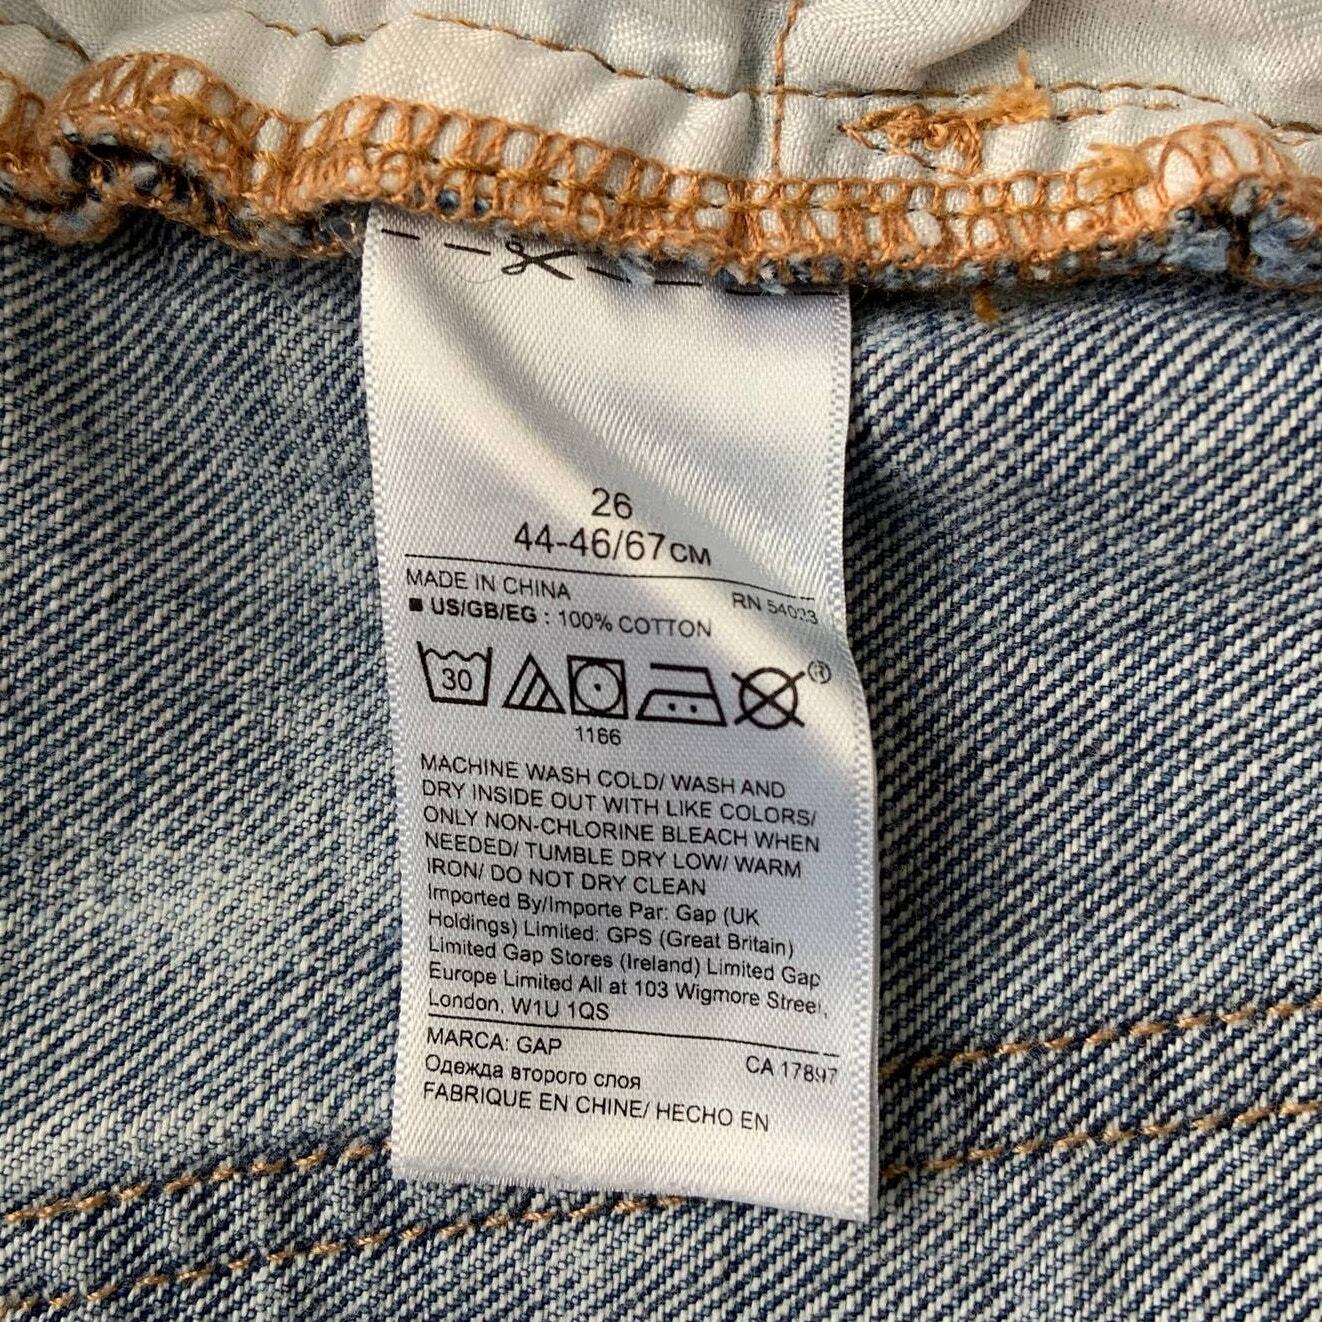 26
44-46/67см
MADE IN CHINA
RN 54023
■ US/GB/EG : 100% COTTON
30
®
1166
MACHINE WASH COLD/ WASH AND
DRY INSIDE OUT WITH LIKE COLORS/
ONLY NON-CHLORINE BLEACH WHEN
NEEDED/ TUMBLE DRY LOW/ WARM
IRON/ DO NOT DRY CLEAN
Imported By/Importe Par: Gap (UK
Holdings) Limited: GPS (Great Britain)
Limited Gap Stores (Ireland) Limited Gap
Europe Limited All at 103 Wigmore Street,
London. W1U 1QS
MARCA: GAP
CA 17897
Одежда второго слоя
FABRIQUE EN CHINE/ HECHO EN